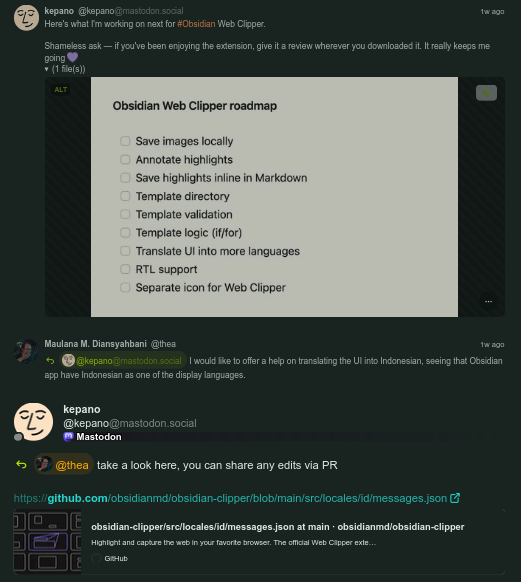 kepano @kepano@mastodon.social 1w ago
Here's what I'm working on next for #Obsidian Web Clipper.
Shameless ask — if you've been enjoying the extension, give it a review wherever you downloaded it. It really keeps me
going 💜
▾ (1 file(s))
ALT
Obsidian Web Clipper roadmap
Save images locally
Annotate highlights
Save highlights inline in Markdown
Template directory
Template validation
Template logic (if/for)
Translate UI into more languages
RTL support
Separate icon for Web Clipper
...
Maulana M. Diansyahbani @thea 1w ago
@kepano@mastodon.social I would like to offer a help on translating the UI into Indonesian, seeing that Obsidian
app have Indonesian as one of the display languages.
kepano
@kepano@mastodon.social
Mastodon
@thea take a look here, you can share any edits via PR
https://github.com/obsidianmd/obsidian-clipper/blob/main/src/locales/id/messages.json
obsidian-clipper/src/locales/id/messages.json at main · obsidianmd/obsidian-clipper
Highlight and capture the web in your favorite browser. The official Web Clipper exte...
GitHub